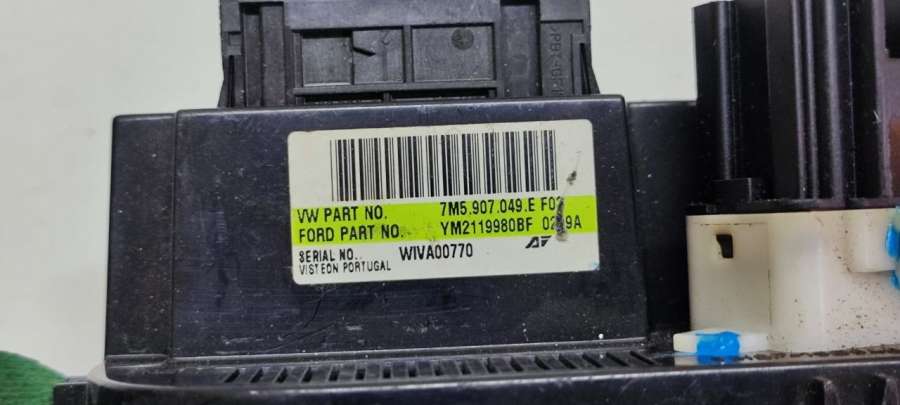 VW PART NO. 7M5.907.049.E
FORD PART NO. YM2119980BF
SERIAL NO.. WIVA00770
VISTEON PORTUGAL